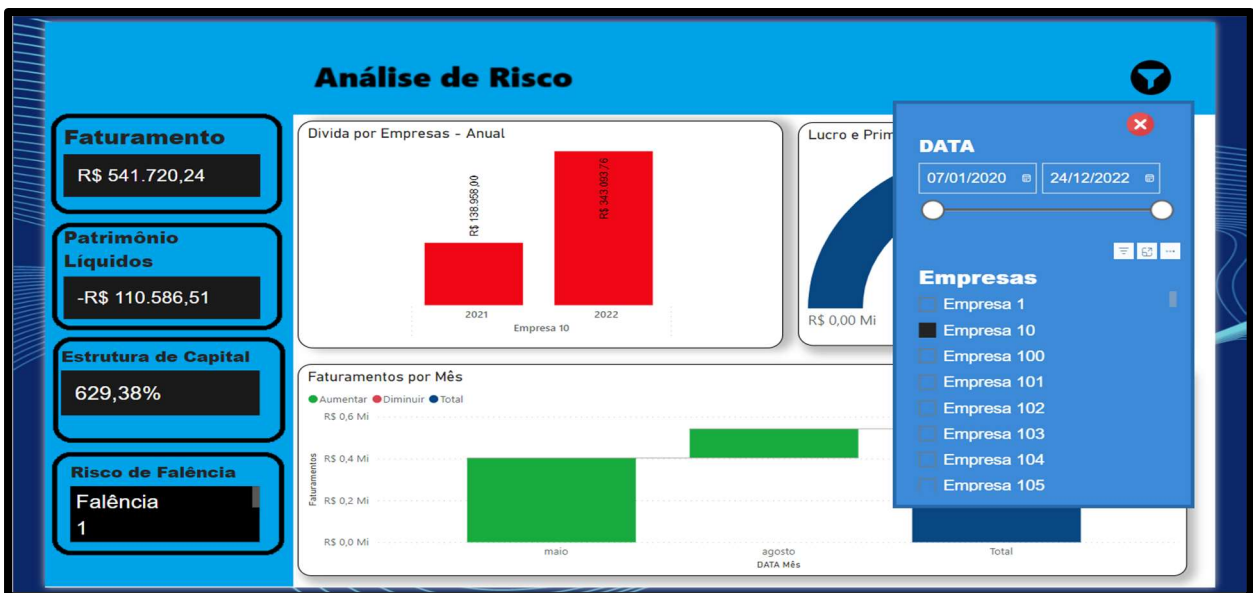 Análise de Risco
Faturamento
R$ 541.720,24
Patrimônio
Líquidos
-R$ 110.586,51
Estrutura de Capital
629,38%
Risco de Falência
Falência
1
Divida por Empresas - Anual
R$ 138.958,00
R$ 343.093,76
2021
2022
Empresa 10
Lucro e Prim
R$ 0,00 Mi
Faturamentos por Mês
Aumentar Diminuir Total
R$ 0,6 Mi
R$ 0,4 Mi
R$ 0,2 Mi
R$ 0,0 Mi
Faturamentos
maio
agosto
Total
DATA Mês
DATA
07/01/2020
24/12/2022
Empresas
Empresa 1
Empresa 10
Empresa 100
Empresa 101
Empresa 102
Empresa 103
Empresa 104
Empresa 105